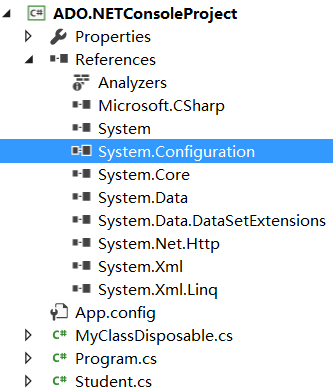 C# ADO.NETConsoleProject
Properties
References
Analyzers
Microsoft.CSharp
System
System.Configuration
System.Core
System.Data
System.Data.DataSetExtensions
System.Net.Http
System.Xml
System.Xml.Linq
App.config
C# MyClassDisposable.cs
C# Program.cs
C# Student.cs